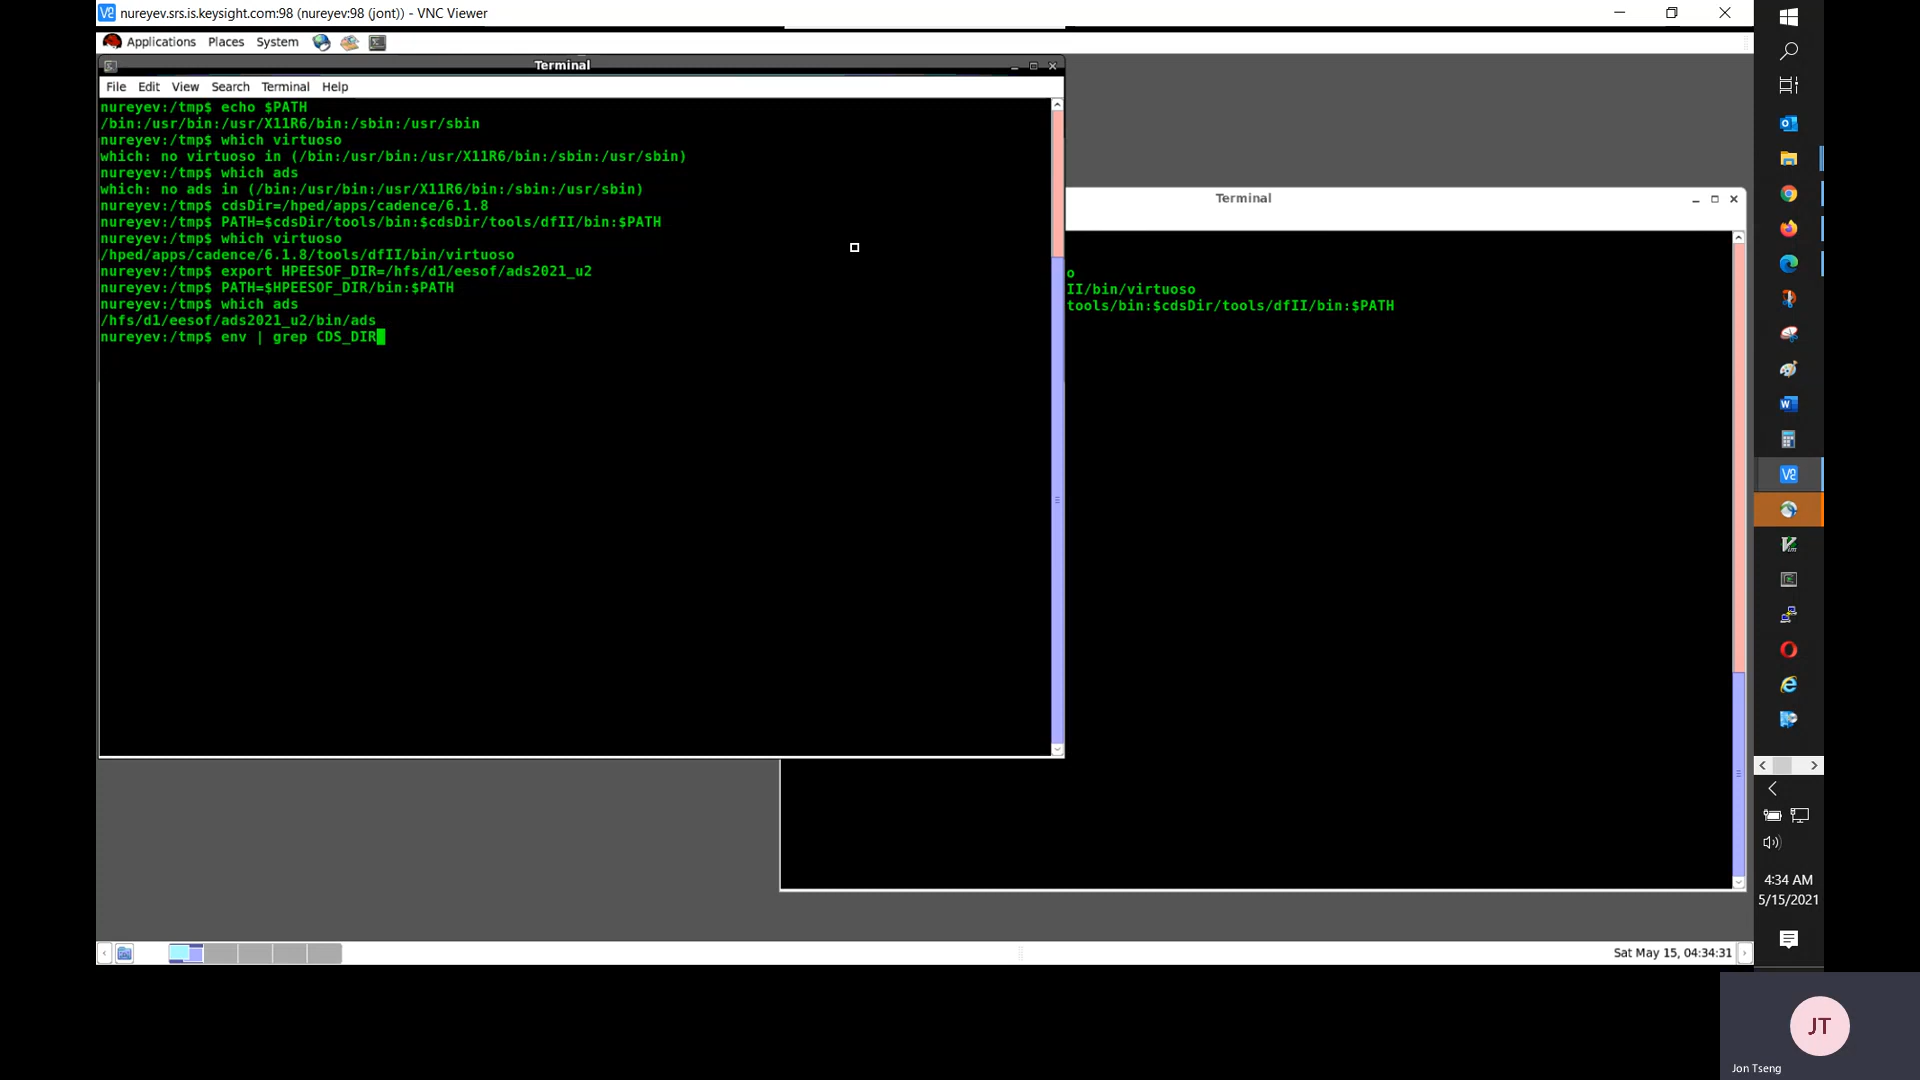 nureyev.srs.is.keysight.com:98 (nureyev:98 (jont)) - VNC Viewer
Applications Places System
Terminal
File Edit View Search Terminal Help
nureyev:/tmp$ echo $PATH
/bin:/usr/bin:/usr/X11R6/bin:/sbin:/usr/sbin
nureyev:/tmp$ which virtuoso
which: no virtuoso in (/bin:/usr/bin:/usr/X11R6/bin:/sbin:/usr/sbin)
nureyev:/tmp$ which ads
which: no ads in (/bin:/usr/bin:/usr/X11R6/bin:/sbin:/usr/sbin)
nureyev:/tmp$ cdsDir=/hped/apps/cadence/6.1.8
nureyev:/tmp$ PATH=$cdsDir/tools/bin:$cdsDir/tools/dfII/bin:$PATH
nureyev:/tmp$ which virtuoso
/hped/apps/cadence/6.1.8/tools/dfII/bin/virtuoso
nureyev:/tmp$ export HPEESOF_DIR=/hfs/d1/eesof/ads2021_u2
nureyev:/tmp$ PATH=$HPEESOF_DIR/bin:$PATH
nureyev:/tmp$ which ads
/hfs/d1/eesof/ads2021_u2/bin/ads
nureyev:/tmp$ env | grep CDS_DIR
Terminal
o
II/bin/virtuoso
tools/bin:$cdsDir/tools/dfII/bin:$PATH
4:34 AM
5/15/2021
Sat May 15, 04:34:31
JT
Jon Tseng